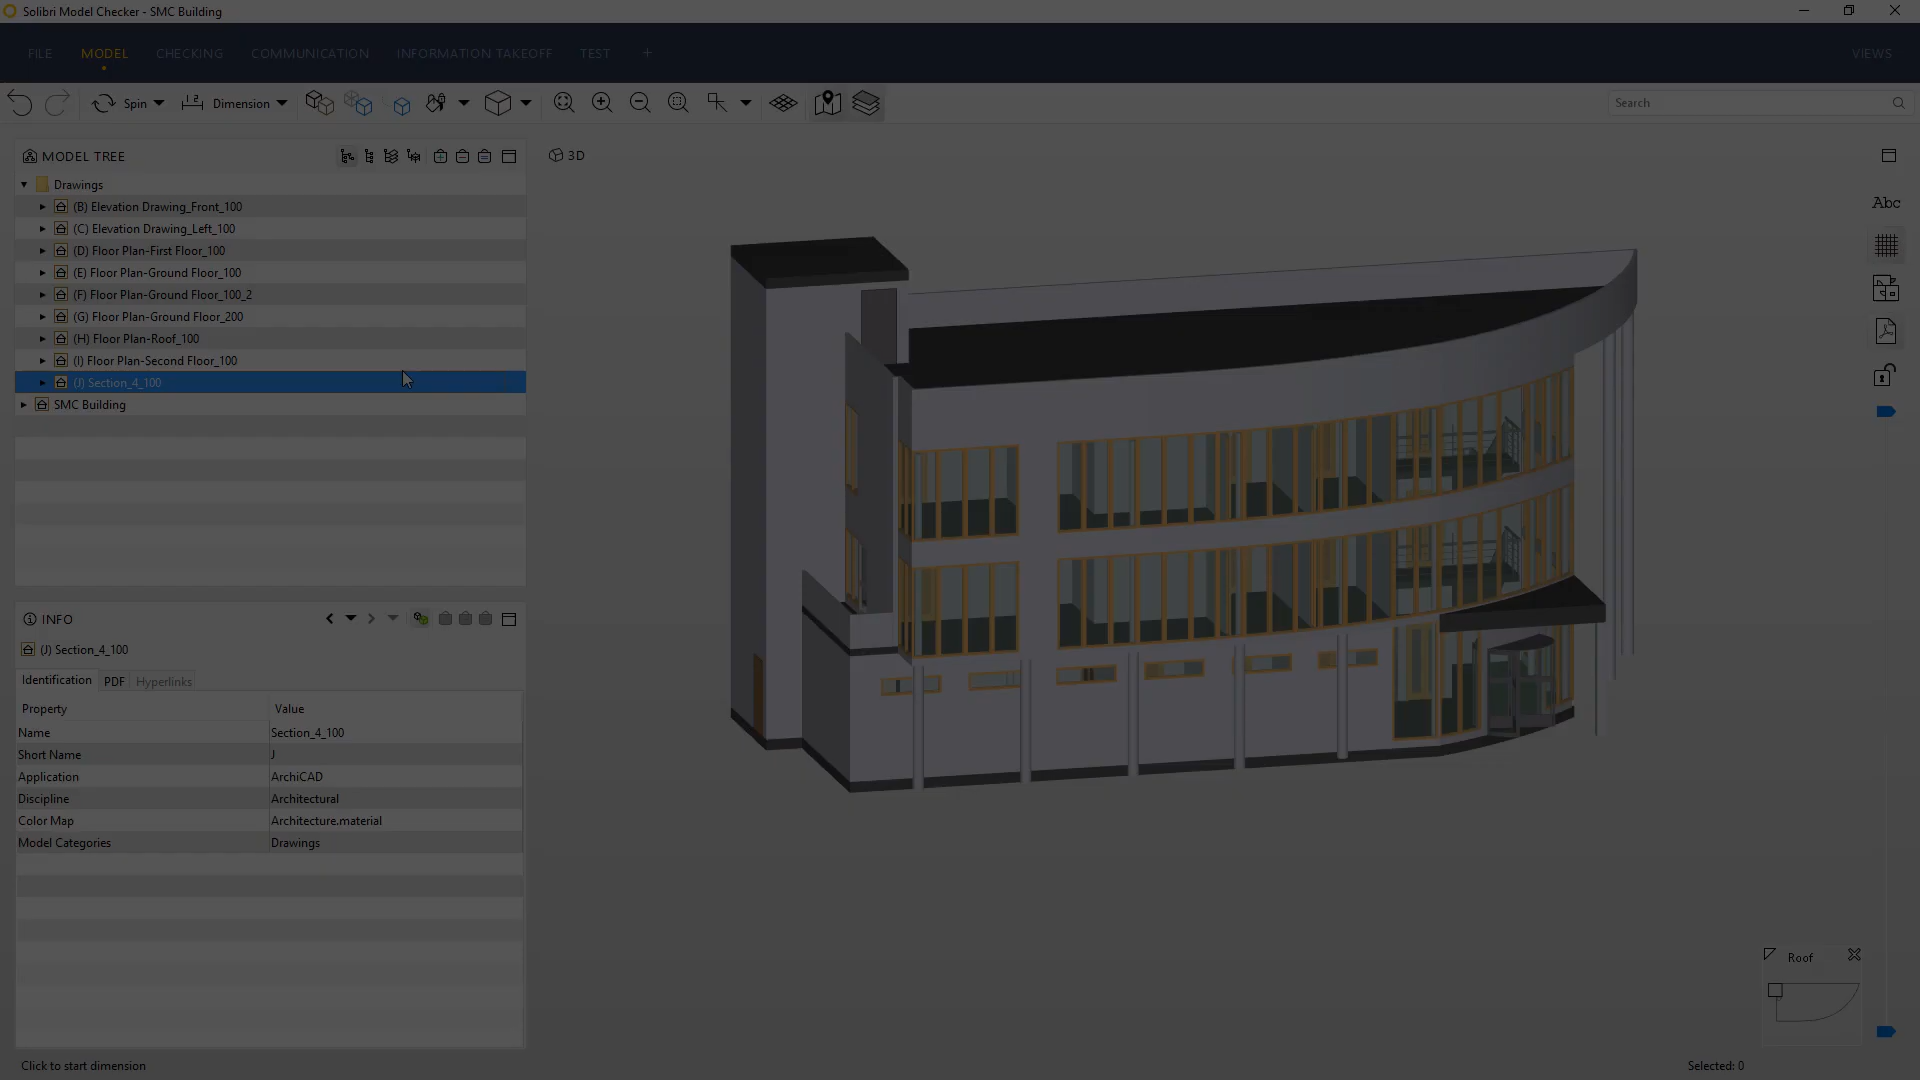 Solibri Model Checker - SMC Building
FILE MODEL CHECKING COMMUNICATION INFORMATION TAKEOFF TEST + VIEWS
Spin Dimension Search
MODEL TREE
Drawings
(B) Elevation Drawing_Front_100
(C) Elevation Drawing_Left_100
(D) Floor Plan-First Floor_100
(E) Floor Plan-Ground Floor_100
(F) Floor Plan-Ground Floor_100_2
(G) Floor Plan-Ground Floor_200
(H) Floor Plan-Roof_100
(I) Floor Plan-Second Floor_100
(J) Section_4_100
SMC Building
3D
Abc
INFO
(J) Section_4_100
Identification PDF Hyperlinks
Property Value
Name Section_4_100
Short Name J
Application ArchiCAD
Discipline Architectural
Color Map Architecture.material
Model Categories Drawings
Roof
Click to start dimension
Selected: 0